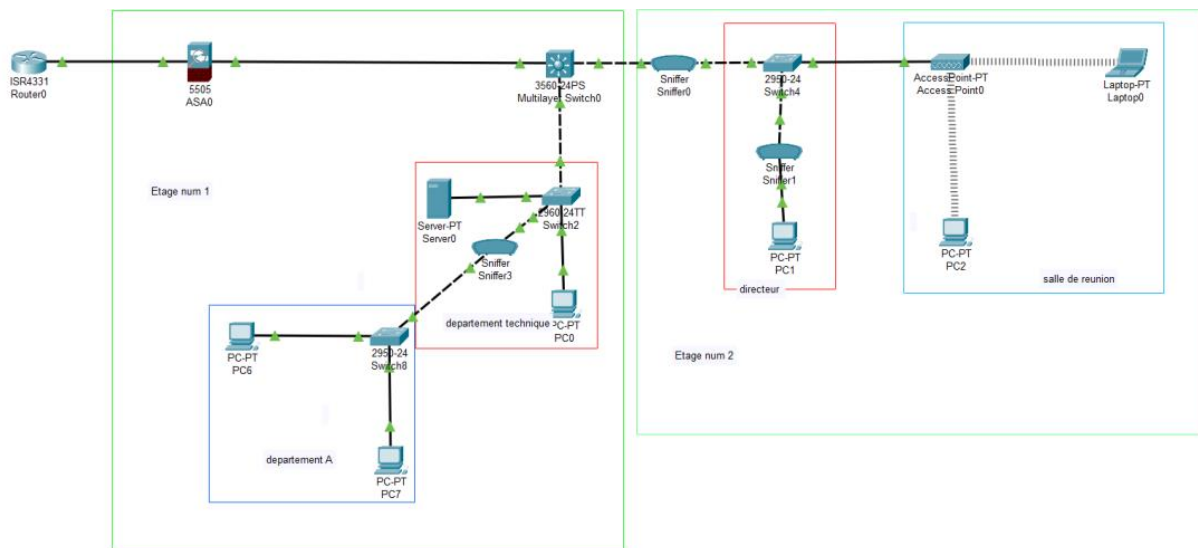 ISR4331
Router0
5505
ASA0
3560-24PS
Multilayer Switch0
Sniffer
Sniffer0
2950-24
Switch4
AccessPoint-PT
Access Point0
Laptop-PT
Laptop0
Etage num 1
Server-PT
Server0
2960-24TT
Switch2
Sniffer
Sniffer3
Sniffer
Sniffer1
PC-PT
PC1
directeur
PC-PT
PC2
salle de reunion
departement technique
PC-PT
PC0
Etage num 2
PC-PT
PC6
2950-24
Switch8
departement A
PC-PT
PC7